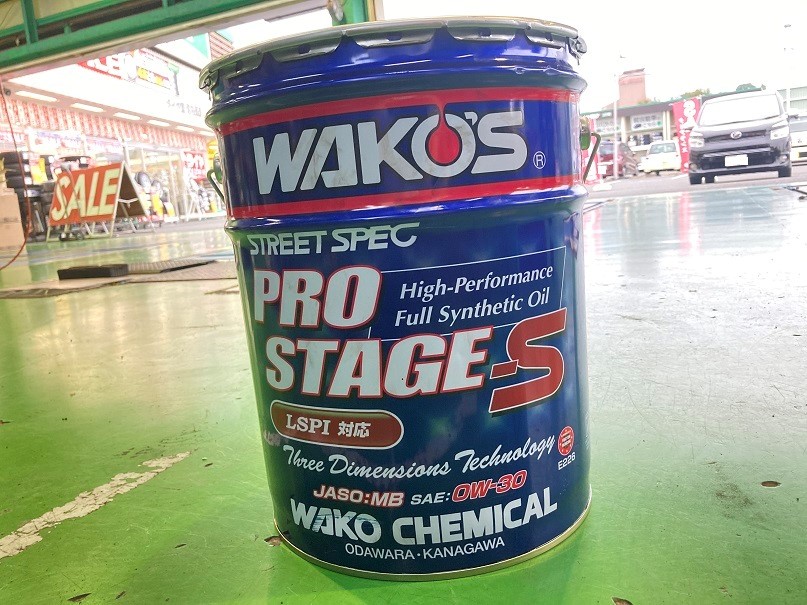 WAKO'S ®
STREET SPEC
PRO
STAGE-S
High-Performance
Full Synthetic Oil
LSPI 対応
Three Dimensions Technology
E226
JASO:MB SAE:0W-30
WAKO CHEMICAL
ODAWARA・KANAGAWA
SALE